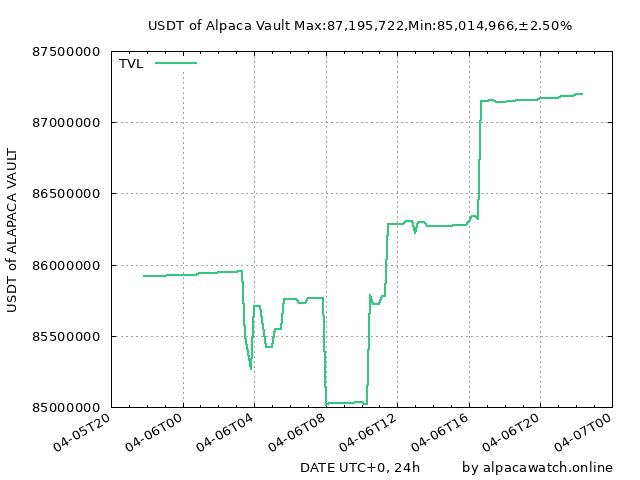 USDT of Alpaca Vault Max:87,195,722,Min:85,014,966,±2.50%
TVL
87500000
87000000
86500000
86000000
85500000
85000000
USDT of ALAPACA VAULT
04-05T20
04-06T00
04-06T04
04-06T08
04-06T12
04-06T16
04-06T20
04-07T00
DATE UTC+0, 24h
by alpacawatch.online